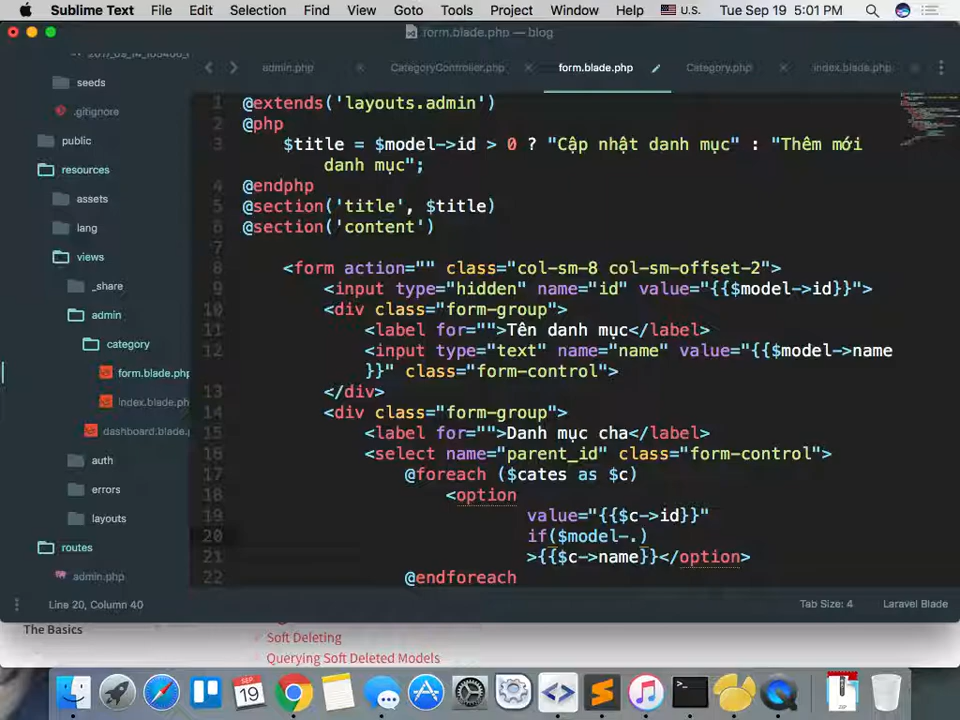 Sublime Text File Edit Selection Find View Goto Tools Project Window Help U.S. Tue Sep 19 5:01 PM
form.blade.php — blog
admin.php CategoryController.php form.blade.php Category.php index.blade.php
seeds
.gitignore
public
resources
assets
lang
views
_share
admin
category
form.blade.php
index.blade.ph
dashboard.blade.p
auth
errors
layouts
routes
admin.php
1 @extends('layouts.admin')
2 @php
3 $title = $model->id > 0 ? "Cập nhật danh mục" : "Thêm mới
danh mục";
4 @endphp
5 @section('title', $title)
6 @section('content')
7
8 <form action="" class="col-sm-8 col-sm-offset-2">
9 <input type="hidden" name="id" value="{{$model->id}}">
10 <div class="form-group">
11 <label for="">Tên danh mục</label>
12 <input type="text" name="name" value="{{$model->name
}}" class="form-control">
13 </div>
14 <div class="form-group">
15 <label for="">Danh mục cha</label>
16 <select name="parent_id" class="form-control">
17 @foreach ($cates as $c)
18 <option
19 value="{{$c->id}}"
20 if($model-.)
21 >{{$c->name}}</option>
22 @endforeach
Line 20, Column 40 Tab Size: 4 Laravel Blade
The Basics
Soft Deleting
Querying Soft Deleted Models
SEP
19
ZIP